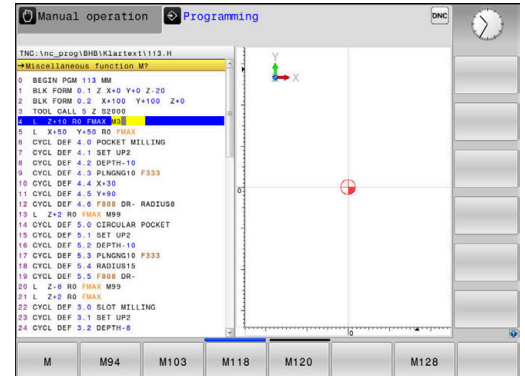 Manual operation
Programming
DNC
TNC:\nc_prog\BHB\Klartext\113.H
→Miscellaneous function M?
0 BEGIN PGM 113 MM
1 BLK FORM 0.1 Z X+0 Y+0 Z-20
2 BLK FORM 0.2 X+100 Y+100 Z+0
3 TOOL CALL 5 Z S2000
4 L Z+10 R0 FMAX M3
5 L X+50 Y+50 R0 FMAX
6 CYCL DEF 4.0 POCKET MILLING
7 CYCL DEF 4.1 SET UP2
8 CYCL DEF 4.2 DEPTH-10
9 CYCL DEF 4.3 PLNGNG10 F333
10 CYCL DEF 4.4 X+30
11 CYCL DEF 4.5 Y+90
12 CYCL DEF 4.6 F888 DR- RADIUS8
13 L Z+2 R0 FMAX M99
14 CYCL DEF 5.0 CIRCULAR POCKET
15 CYCL DEF 5.1 SET UP2
16 CYCL DEF 5.2 DEPTH-10
17 CYCL DEF 5.3 PLNGNG10 F333
18 CYCL DEF 5.4 RADIUS15
19 CYCL DEF 5.5 F888 DR-
20 L Z-8 R0 FMAX M99
21 L Z+2 R0 FMAX
22 CYCL DEF 3.0 SLOT MILLING
23 CYCL DEF 3.1 SET UP2
24 CYCL DEF 3.2 DEPTH-8
Y
X
0
0
M M94 M103 M118 M120 M128